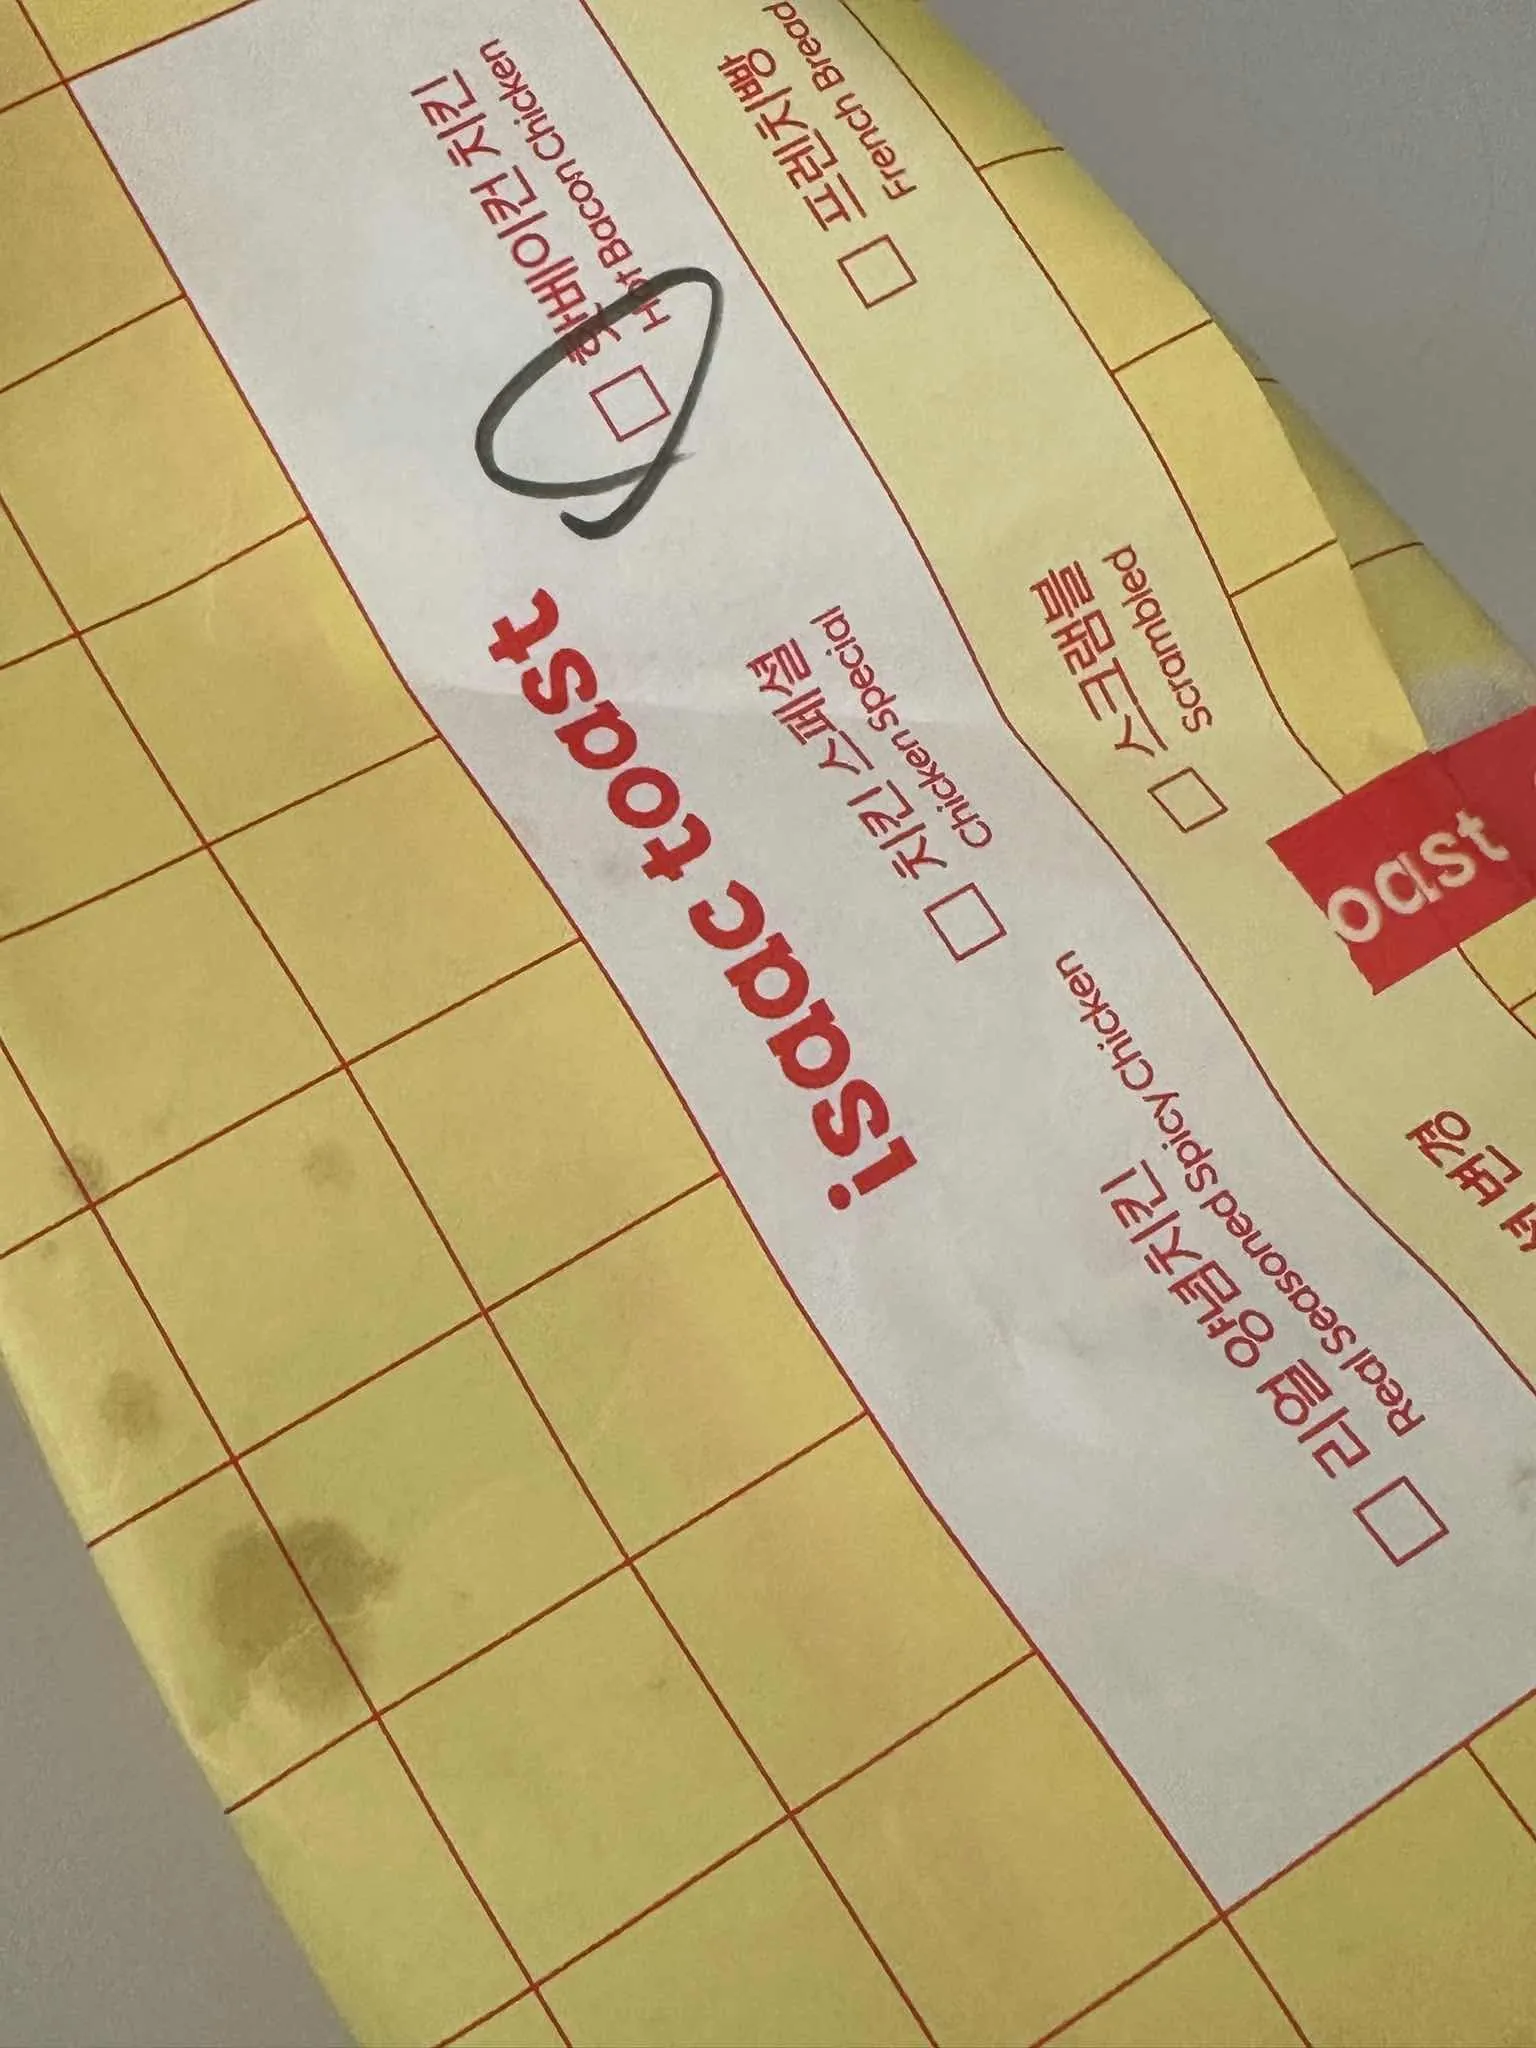 isaac toast
리얼 양념치킨
Real Seasoned Spicy Chicken
치킨 스페셜
Chicken Special
핫베이컨 치킨
Hot Bacon Chicken
변경
스크램블
Scrambled
프렌치빵
French Bread
oast